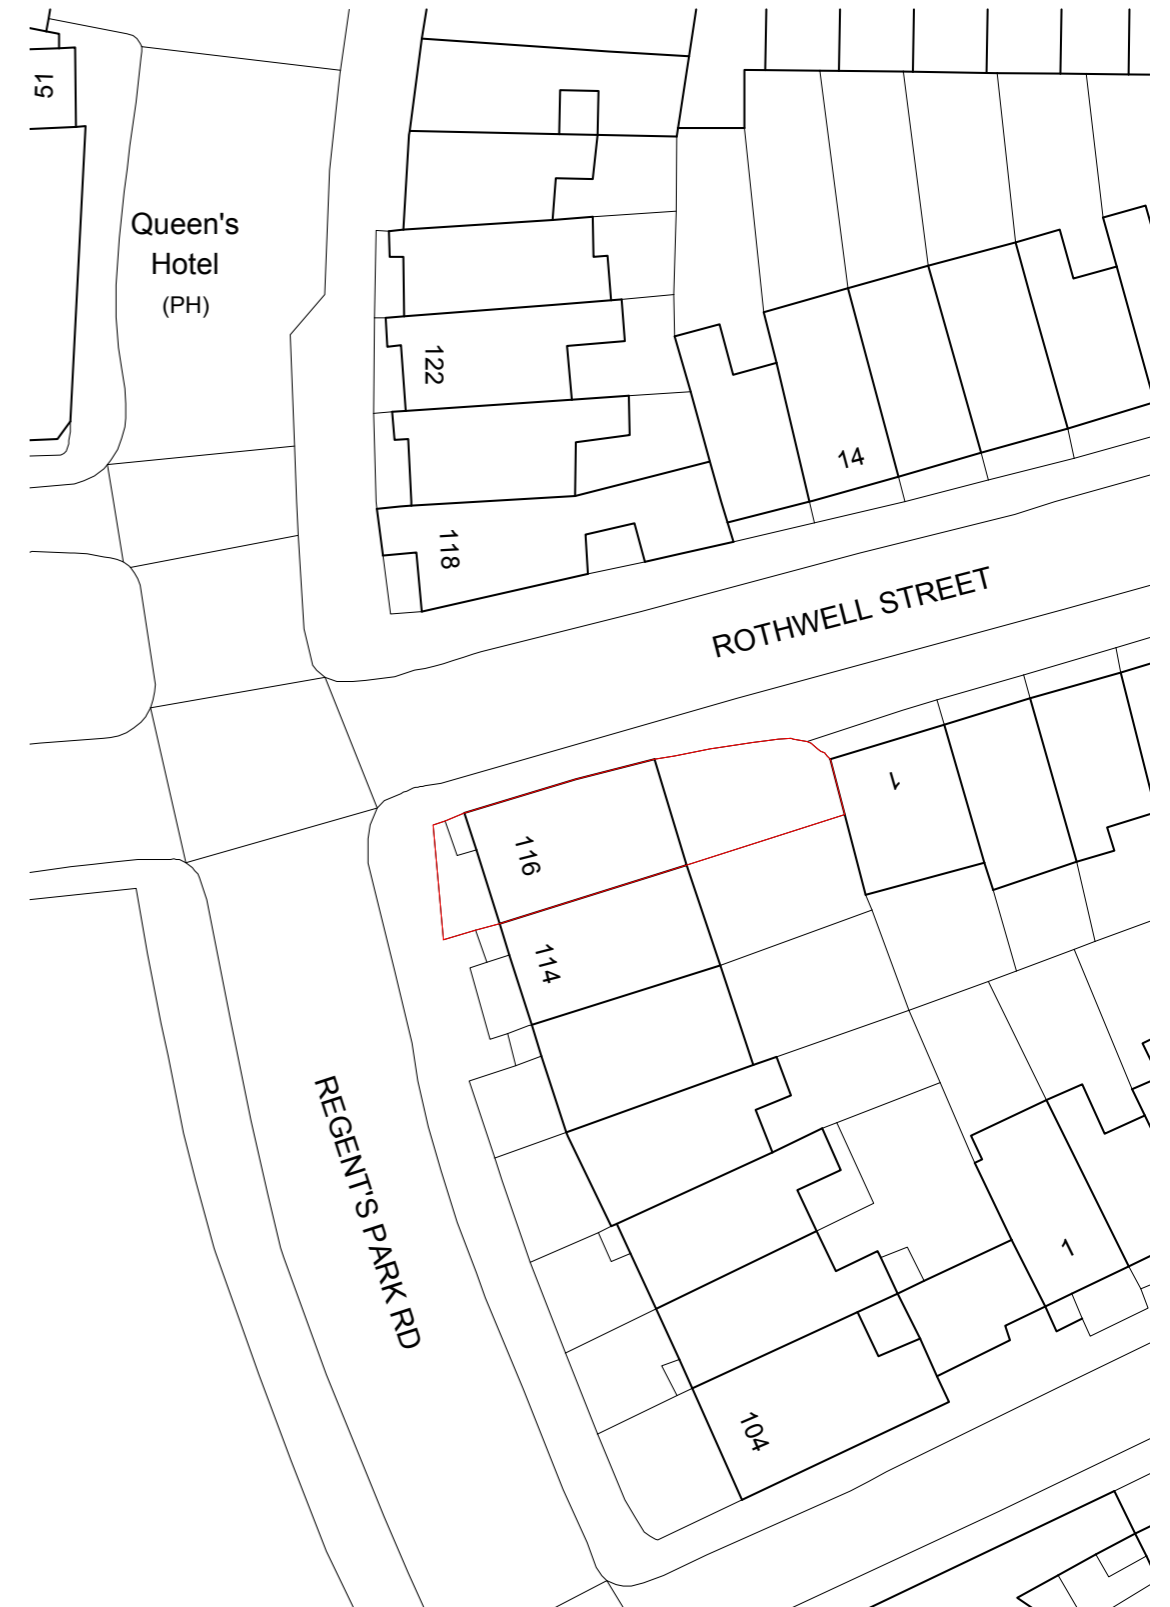 51
Queen's
Hotel
(PH)
122
14
118
ROTHWELL STREET
1
116
114
REGENT'S PARK RD
1
104